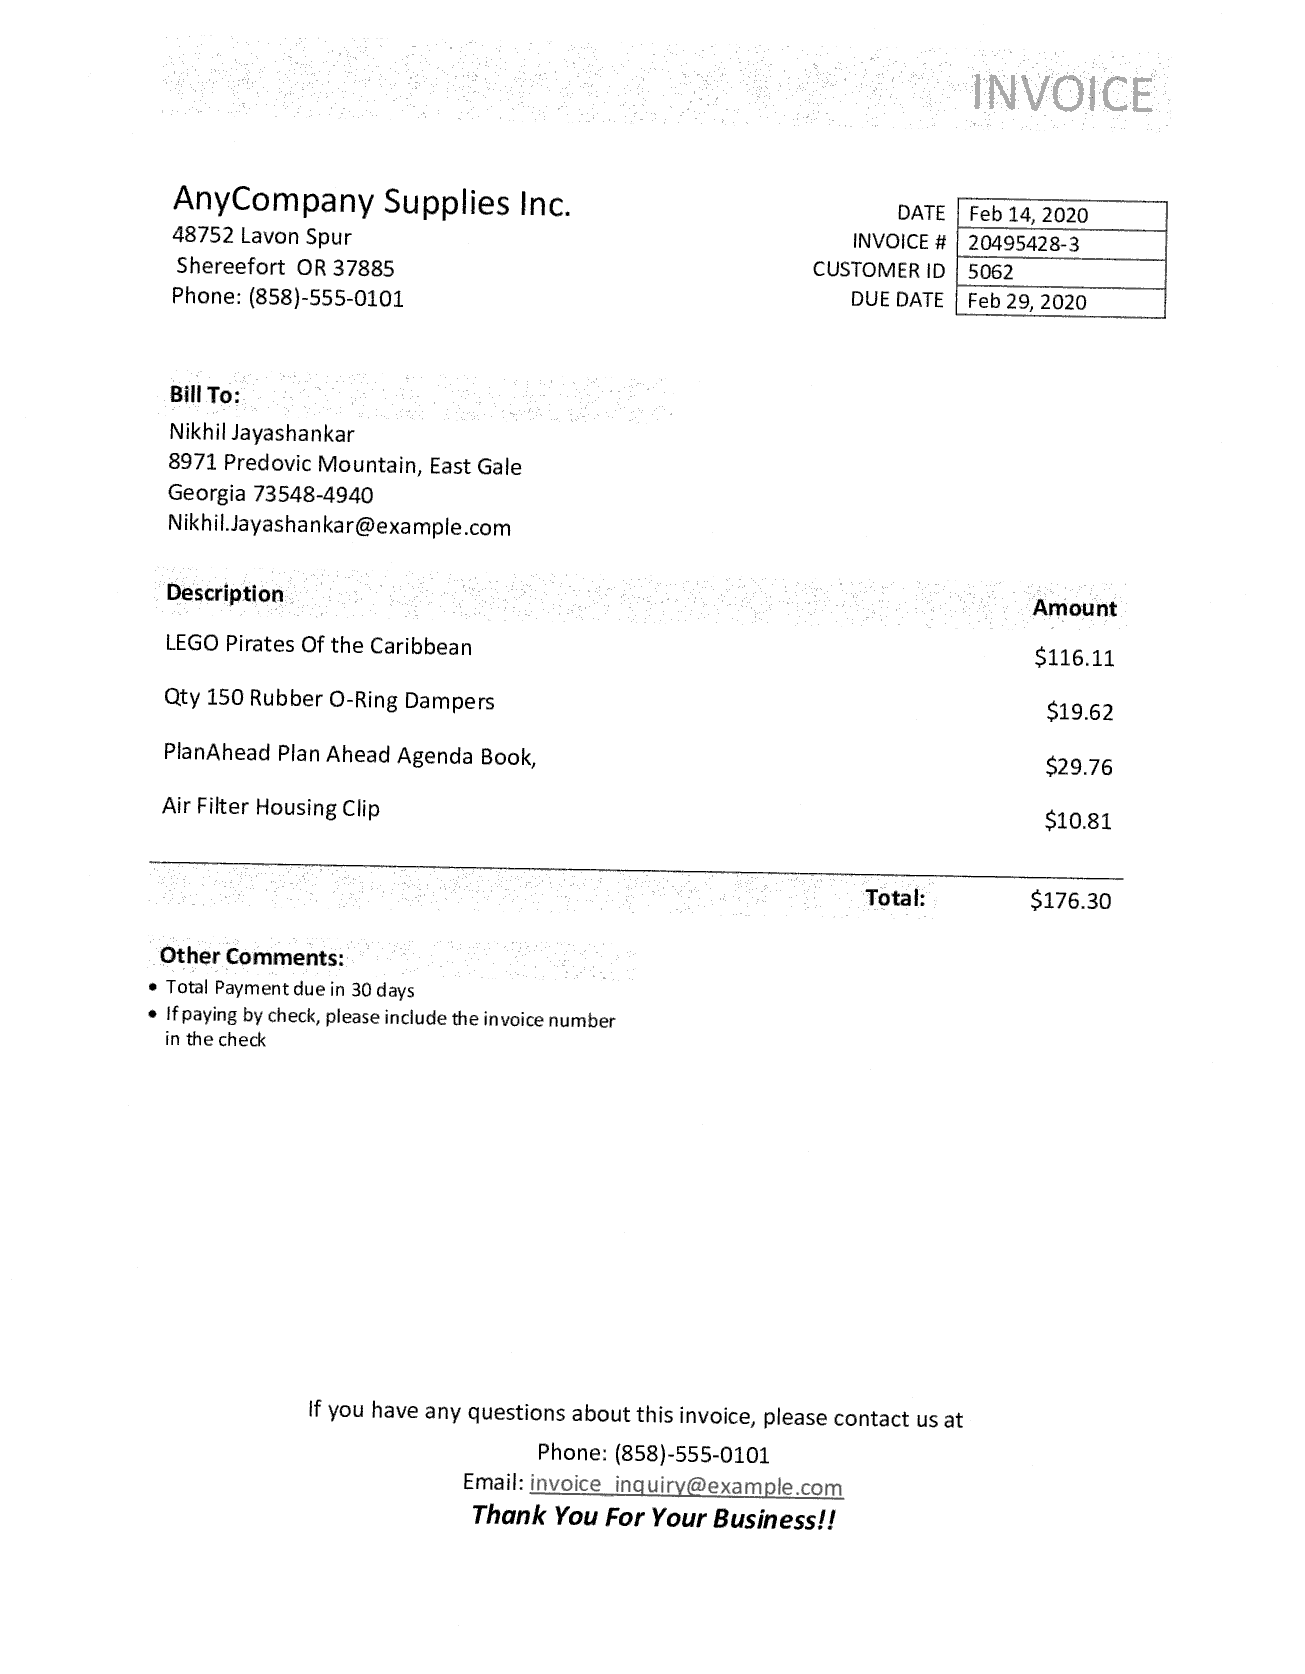 INVOICE
AnyCompany Supplies Inc.
48752 Lavon Spur
Shereefort OR 37885
Phone: (858)-555-0101
DATE Feb 14, 2020
INVOICE # 20495428-3
CUSTOMER ID 5062
DUE DATE Feb 29, 2020
Bill To:
Nikhil Jayashankar
8971 Predovic Mountain, East Gale
Georgia 73548-4940
Nikhil.Jayashankar@example.com
Description Amount
LEGO Pirates Of the Caribbean $116.11
Qty 150 Rubber O-Ring Dampers $19.62
PlanAhead Plan Ahead Agenda Book, $29.76
Air Filter Housing Clip $10.81
Total: $176.30
Other Comments:
• Total Payment due in 30 days
• If paying by check, please include the invoice number
in the check
If you have any questions about this invoice, please contact us at
Phone: (858)-555-0101
Email: invoice_inquiry@example.com
Thank You For Your Business!!